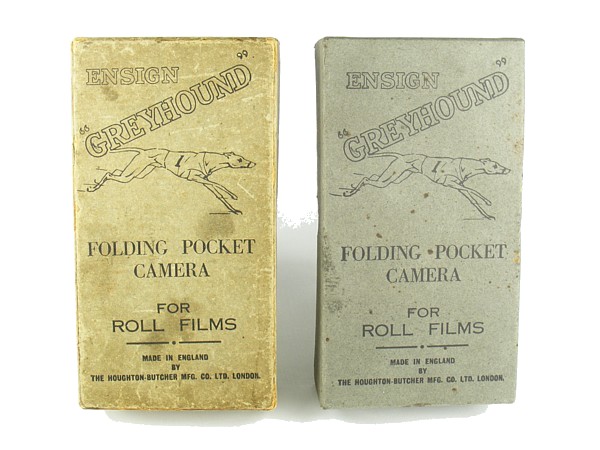 ENSIGN
"GREYHOUND"
FOLDING POCKET
CAMERA
FOR
ROLL FILMS
MADE IN ENGLAND
BY
THE HOUGHTON-BUTCHER MFG. CO. LTD. LONDON.
ENSIGN
"GREYHOUND"
FOLDING POCKET
CAMERA
FOR
ROLL FILMS
MADE IN ENGLAND
BY
THE HOUGHTON-BUTCHER MFG. CO. LTD. LONDON.